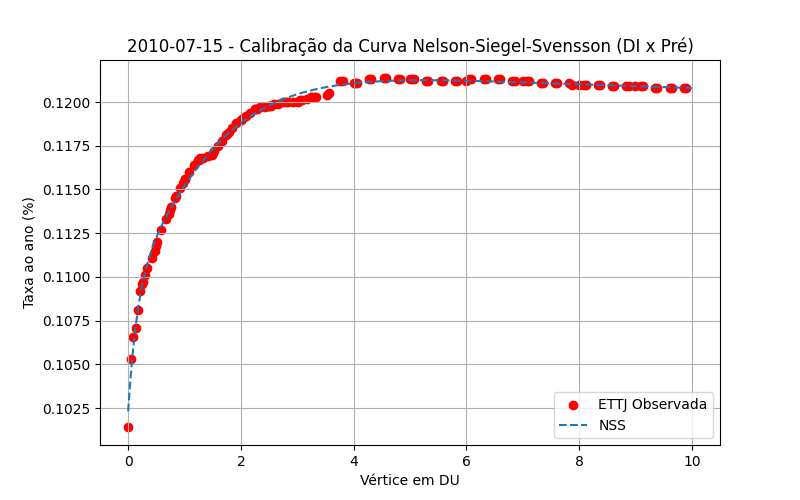 2010-07-15 - Calibração da Curva Nelson-Siegel-Svensson (DI x Pré)
Taxa ao ano (%)
0.1200
0.1175
0.1150
0.1125
0.1100
0.1075
0.1050
0.1025
0
2
4
6
8
10
Vértice em DU
ETTJ Observada
NSS